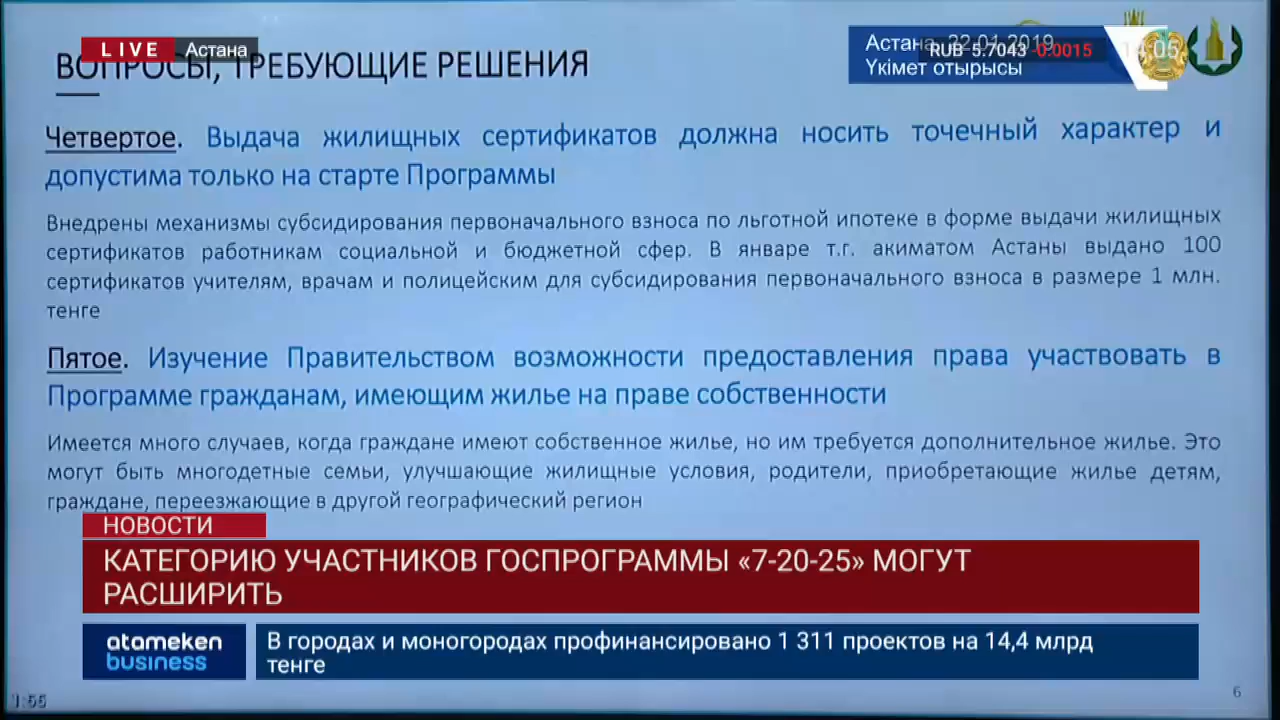 LIVE Астана
ВОПРОСЫ, ТРЕБУЮЩИЕ РЕШЕНИЯ
Астана, 22.01.2019
RUB 5.7043 -0.0015
14:05
Үкімет отырысы
Четвертое. Выдача жилищных сертификатов должна носить точечный характер и
допустима только на старте Программы
Внедрены механизмы субсидирования первоначального взноса по льготной ипотеке в форме выдачи жилищных
сертификатов работникам социальной и бюджетной сфер. В январе т.г. акиматом Астаны выдано 100
сертификатов учителям, врачам и полицейским для субсидирования первоначального взноса в размере 1 млн.
тенге
Пятое. Изучение Правительством возможности предоставления права участвовать в
Программе гражданам, имеющим жилье на праве собственности
Имеется много случаев, когда граждане имеют собственное жилье, но им требуется дополнительное жилье. Это
могут быть многодетные семьи, улучшающие жилищные условия, родители, приобретающие жилье детям,
граждане, переезжающие в другой географический регион
НОВОСТИ
КАТЕГОРИЮ УЧАСТНИКОВ ГОСПРОГРАММЫ «7-20-25» МОГУТ
РАСШИРИТЬ
atameken
business
В городах и моногородах профинансировано 1 311 проектов на 14,4 млрд
тенге
6